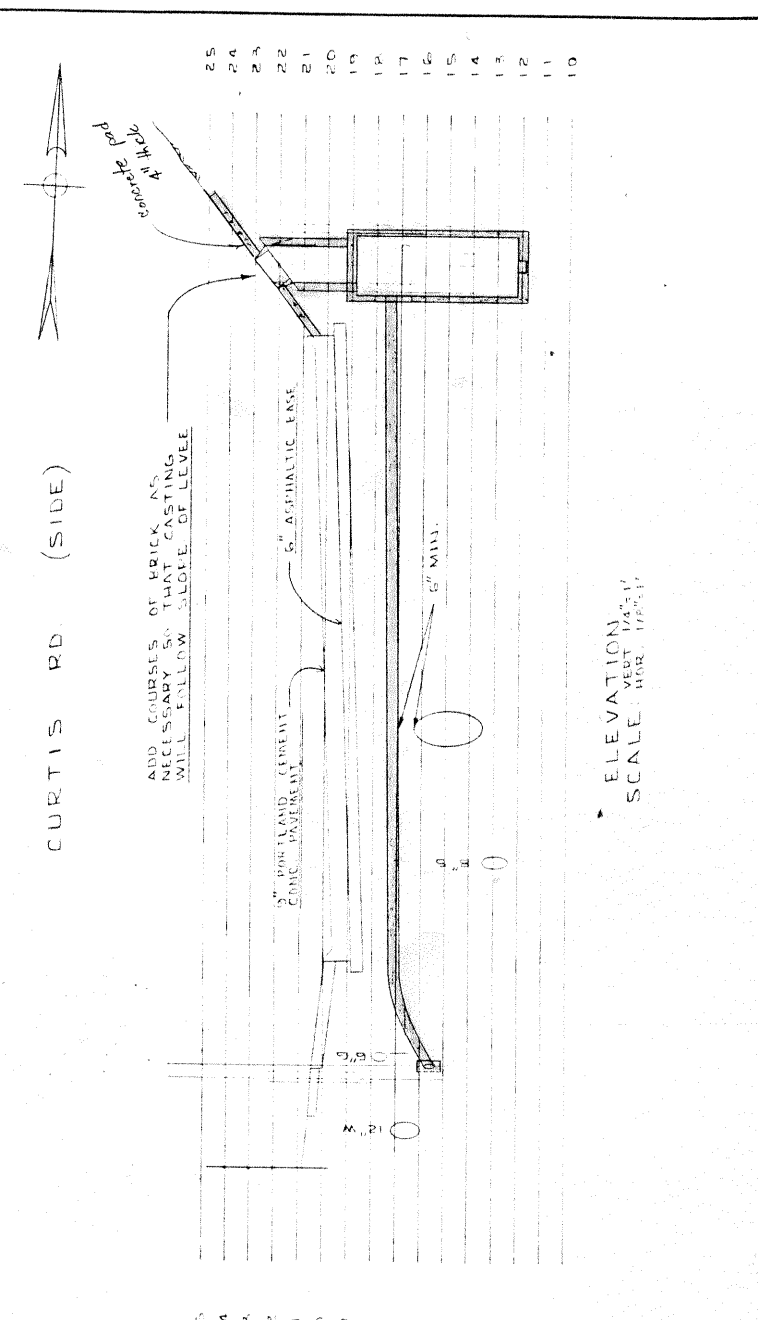 25
24
23
22
21
20
19
18
17
16
15
14
13
12
11
10
concrete pad
4" thick
CURTIS RD. (SIDE)
ADD COURSES OF BRICK AS
NECESSARY SO THAT CASTING
WILL FOLLOW SLOPE OF LEVEE
6" ASPHALTIC BASE
9" PORTLAND CEMENT
CONC. PAVEMENT
6" MIN.
8" S
6" G
12" W
ELEVATION
SCALE: VERT 1/4"=1'
HOR. 1/8"=1'